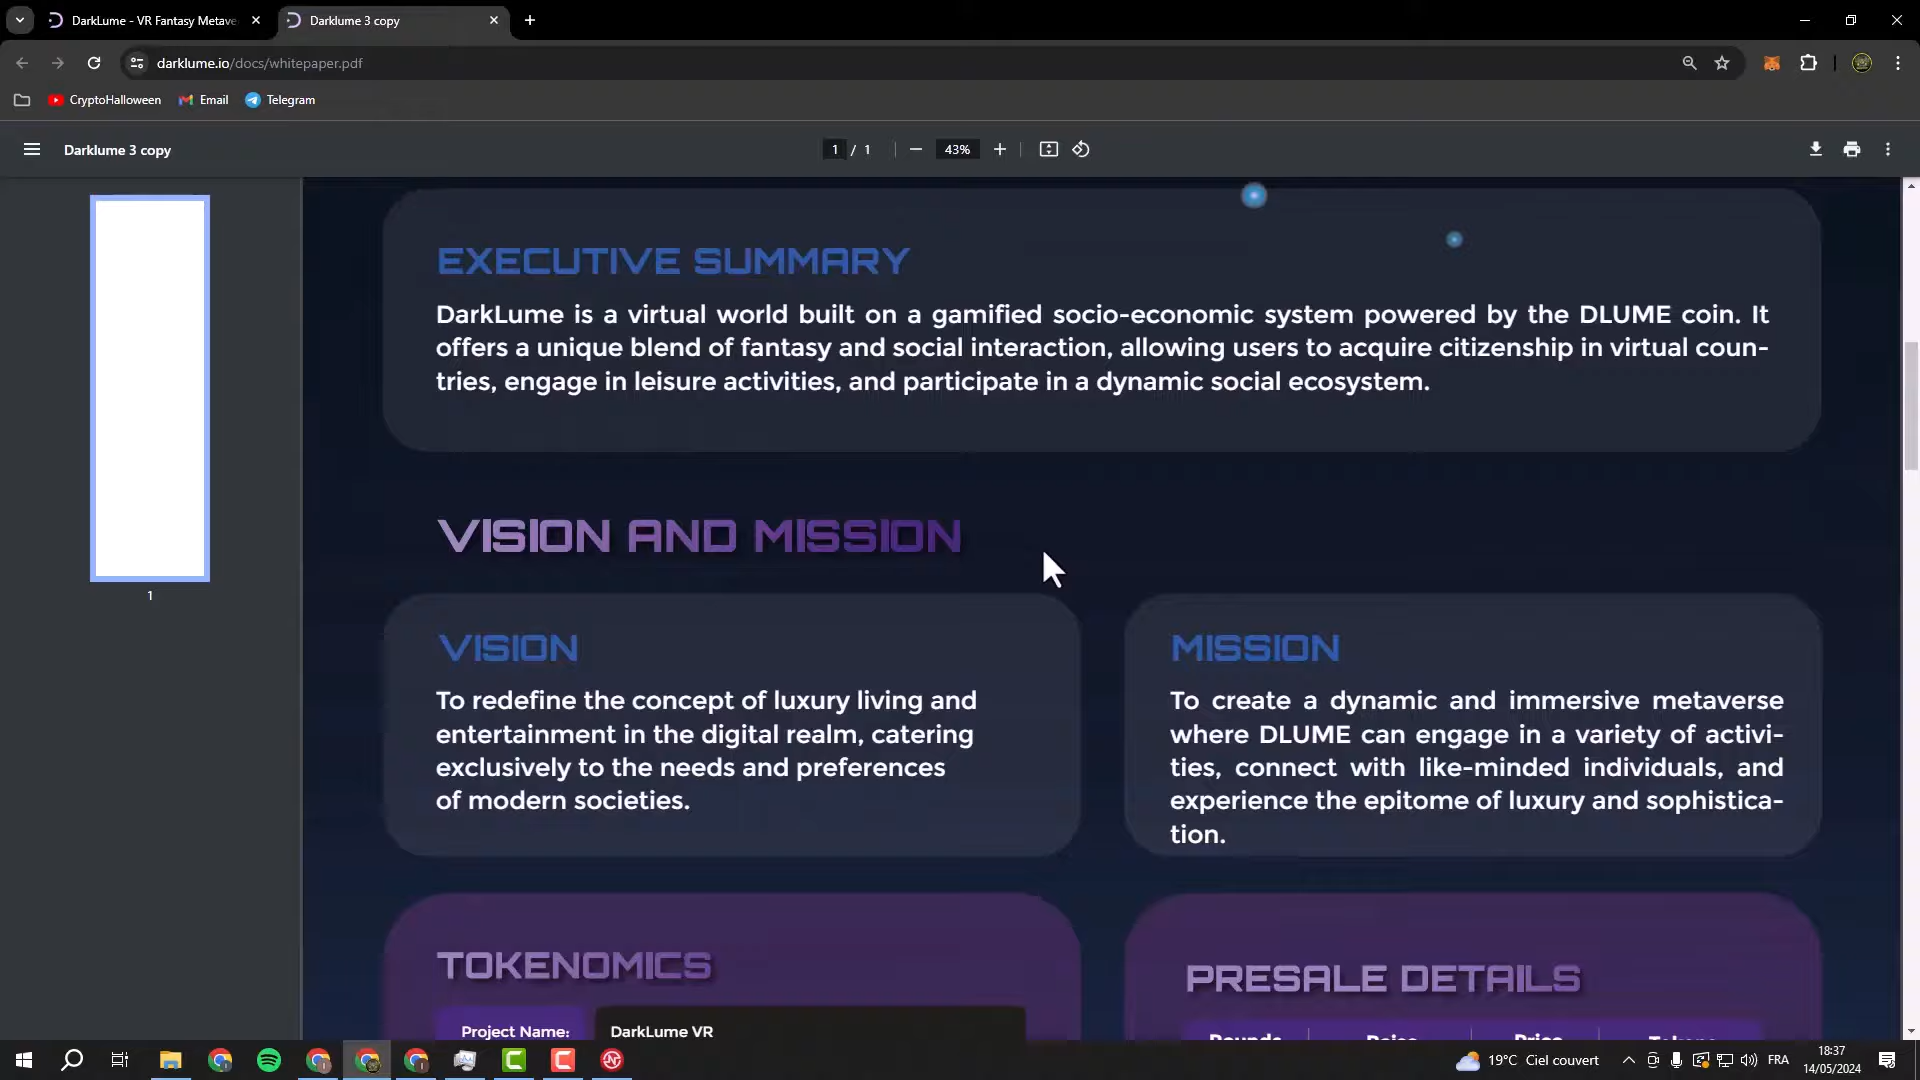 DarkLume - VR Fantasy Metave
Darklume 3 copy
darklume.io/docs/whitepaper.pdf
CryptoHalloween
Email
Telegram
Darklume 3 copy
1 / 1
43%
1
EXECUTIVE SUMMARY
DarkLume is a virtual world built on a gamified socio-economic system powered by the DLUME coin. It
offers a unique blend of fantasy and social interaction, allowing users to acquire citizenship in virtual coun-
tries, engage in leisure activities, and participate in a dynamic social ecosystem.
VISION AND MISSION
VISION
To redefine the concept of luxury living and
entertainment in the digital realm, catering
exclusively to the needs and preferences
of modern societies.
MISSION
To create a dynamic and immersive metaverse
where DLUME can engage in a variety of activi-
ties, connect with like-minded individuals, and
experience the epitome of luxury and sophistica-
tion.
TOKENOMICS
Project Name:
DarkLume VR
PRESALE DETAILS
19°C Ciel couvert
FRA
18:37
14/05/2024